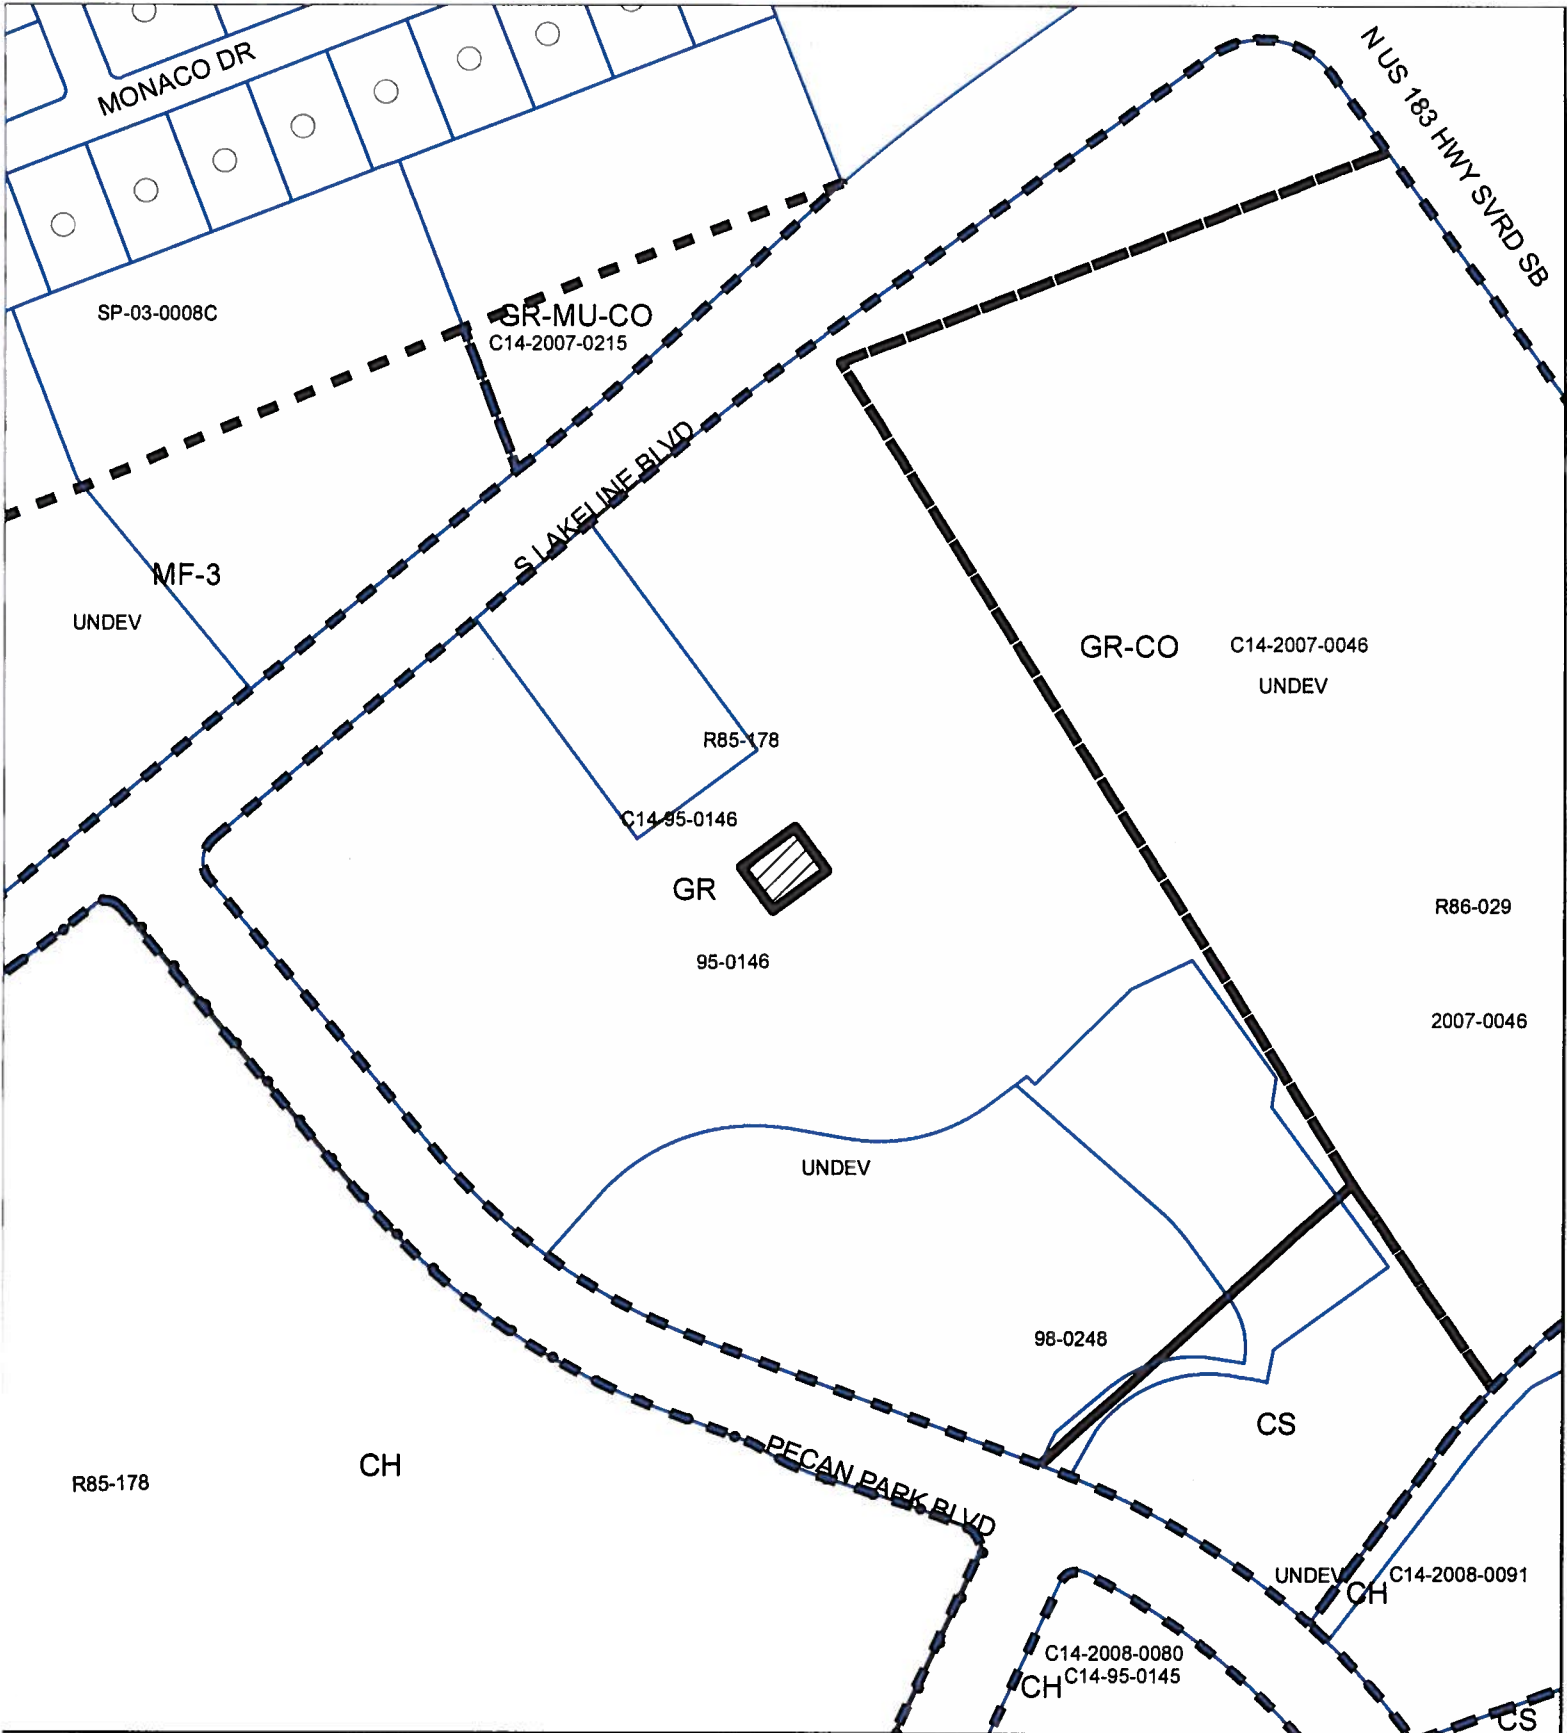 MONACO DR
N US 183 HWY SVRD SB
SP-03-0008C
GR-MU-CO
C14-2007-0215
S LAKELINE BLVD
MF-3
UNDEV
GR-CO
C14-2007-0046
UNDEV
R85-178
C14-95-0146
GR
R86-029
95-0146
2007-0046
UNDEV
98-0248
CS
CH
R85-178
PECAN PARK BLVD
UNDEV
CH
C14-2008-0091
C14-2008-0080
CH
C14-95-0145
CS